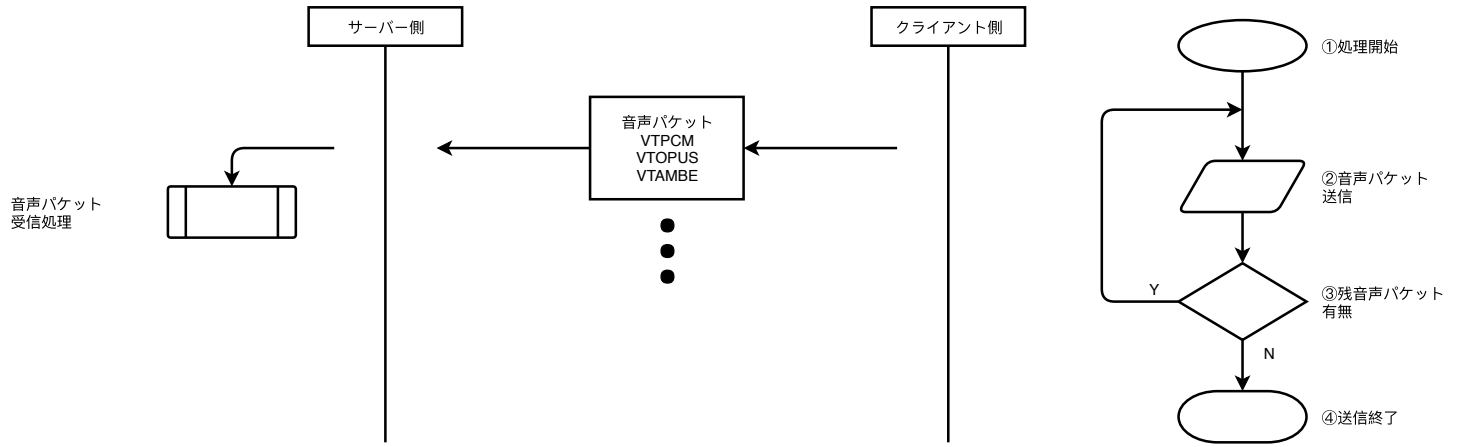 サーバー側
クライアント側
①処理開始
音声パケット
VTPCM
VTOPUS
VTAMBE
②音声パケット
送信
音声パケット
受信処理
Y
③残音声パケット
有無
N
④送信終了